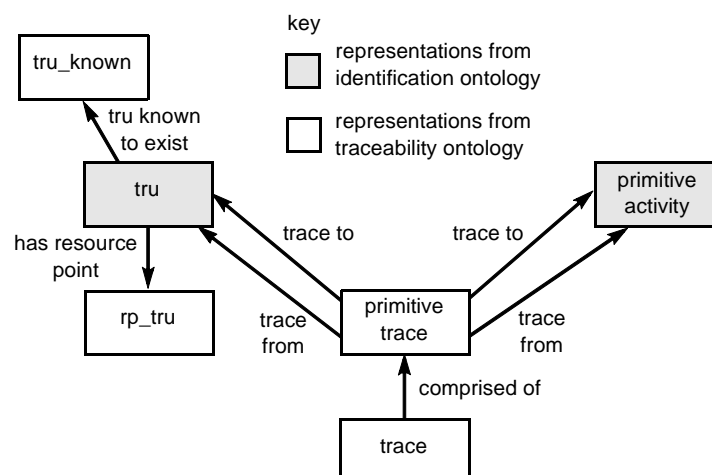 key
representations from
identification ontology
representations from
traceability ontology
tru_known
tru known
to exist
tru
primitive
activity
has resource
point
trace to
trace to
rp_tru
trace
from
primitive
trace
trace
from
comprised of
trace